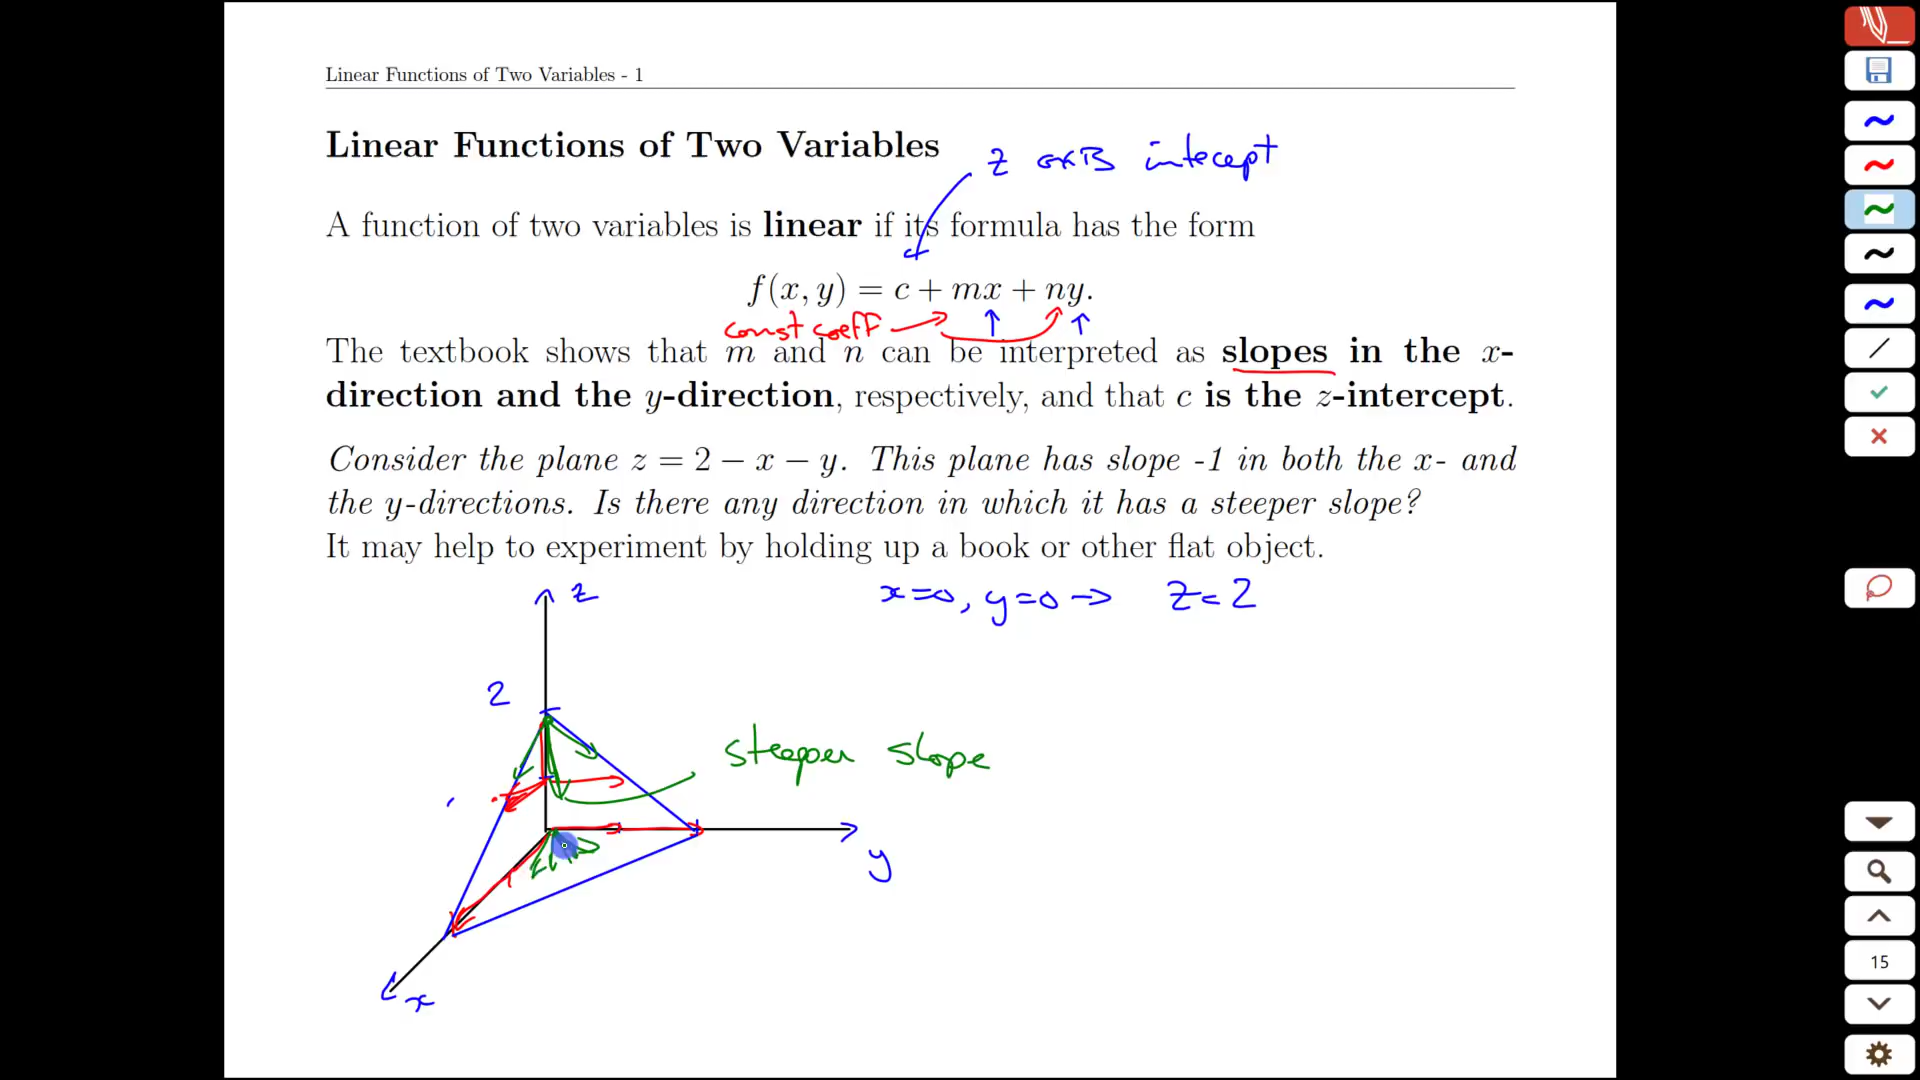 Linear Functions of Two Variables - 1
Linear Functions of Two Variables
z axis intecept
A function of two variables is linear if its formula has the form
f(x, y) = c + mx + ny.
const coeff
The textbook shows that m and n can be interpreted as slopes in the x-
direction and the y-direction, respectively, and that c is the z-intercept.
Consider the plane z = 2 − x − y. This plane has slope -1 in both the x- and
the y-directions. Is there any direction in which it has a steeper slope?
It may help to experiment by holding up a book or other flat object.
z
x=0, y=0 → z=2
2
steeper slope
y
x
15